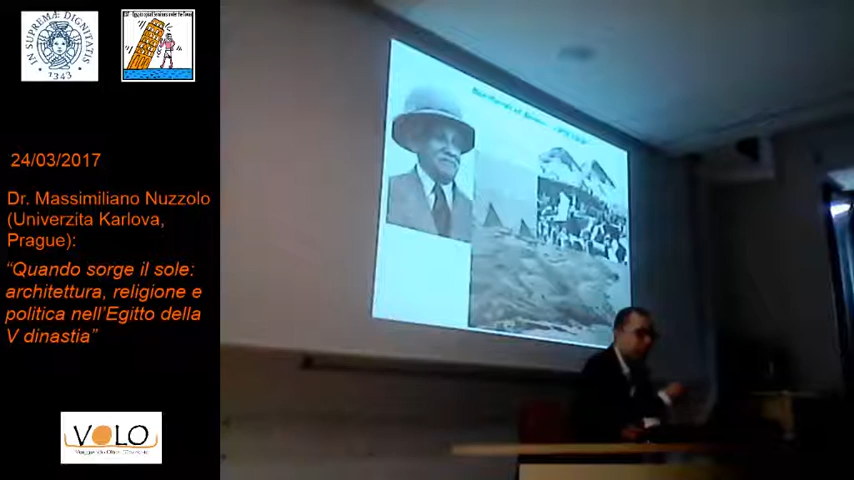 IN SUPREMÆ DIGNITATIS
·1343·
24/03/2017
Dr. Massimiliano Nuzzolo
(Univerzita Karlova,
Prague):
“Quando sorge il sole:
architettura, religione e
politica nell’Egitto della
V dinastia”
VOLO